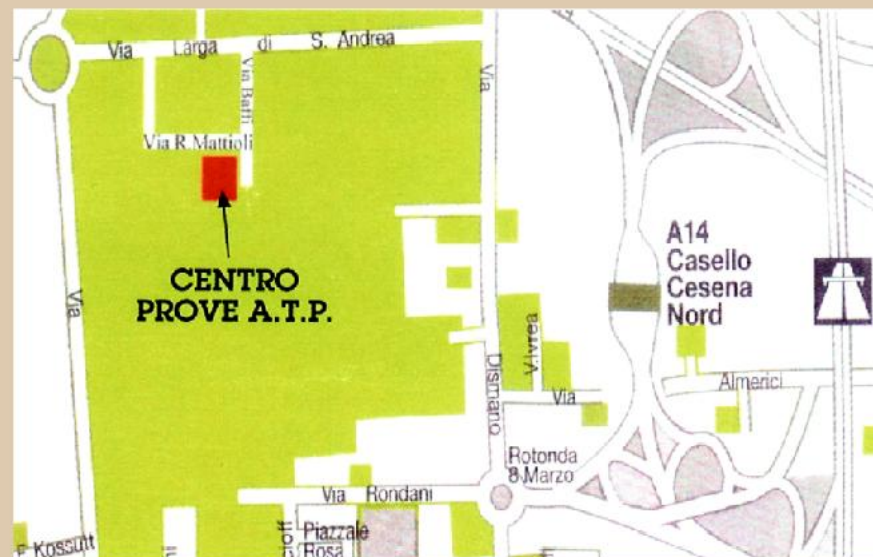 Via Larga di S. Andrea
Via Baffi
Via R. Mattioli
CENTRO
PROVE A.T.P.
Via
Via
Dismano
A14
Casello
Cesena
Nord
V.Ivrea
Via
Almerici
Rotonda
8 Marzo
Via Rondani
Piazzale
Rosa
F Kossutt